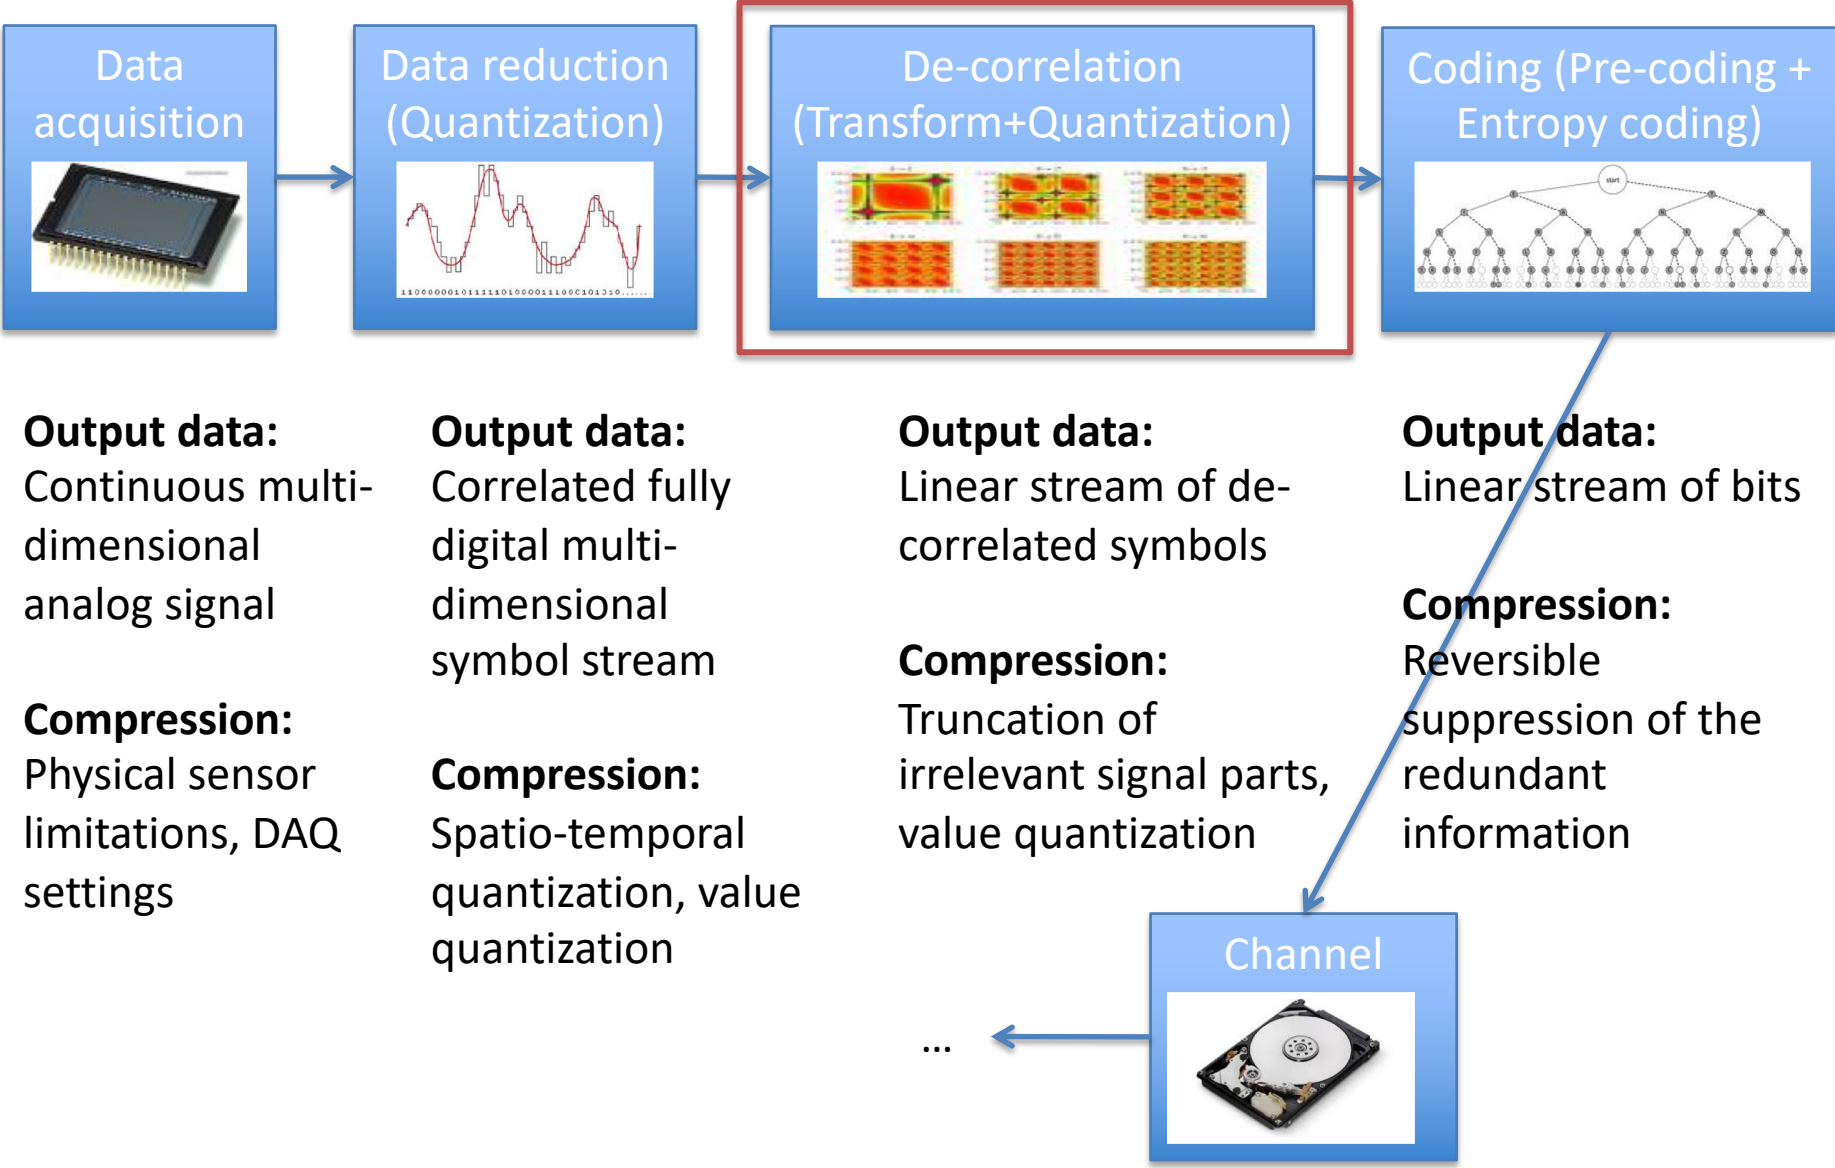 Data
acquisition
Data reduction
(Quantization)
1100000010111110100001110001010...
De-correlation
(Transform+Quantization)
Coding (Pre-coding +
Entropy coding)
start
Output data:
Continuous multi-
dimensional
analog signal
Compression:
Physical sensor
limitations, DAQ
settings
Output data:
Correlated fully
digital multi-
dimensional
symbol stream
Compression:
Spatio-temporal
quantization, value
quantization
Output data:
Linear stream of de-
correlated symbols
Compression:
Truncation of
irrelevant signal parts,
value quantization
Output data:
Linear stream of bits
Compression:
Reversible
suppression of the
redundant
information
Channel
...